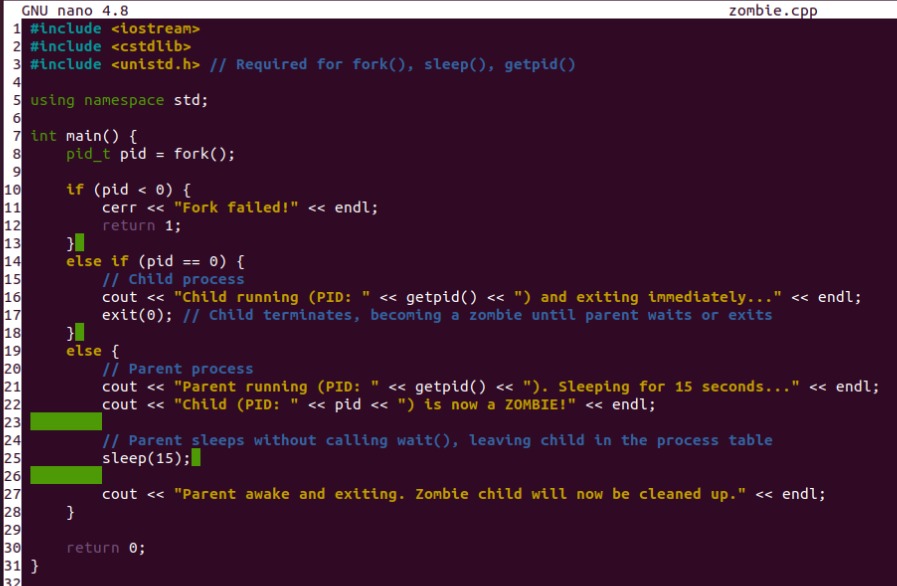 GNU nano 4.8 zombie.cpp
1 #include <iostream>
2 #include <cstdlib>
3 #include <unistd.h> // Required for fork(), sleep(), getpid()
4
5 using namespace std;
6
7 int main() {
8     pid_t pid = fork();
9
10     if (pid < 0) {
11         cerr << "Fork failed!" << endl;
12         return 1;
13     }
14     else if (pid == 0) {
15         // Child process
16         cout << "Child running (PID: " << getpid() << ") and exiting immediately..." << endl;
17         exit(0); // Child terminates, becoming a zombie until parent waits or exits
18     }
19     else {
20         // Parent process
21         cout << "Parent running (PID: " << getpid() << "). Sleeping for 15 seconds..." << endl;
22         cout << "Child (PID: " << pid << ") is now a ZOMBIE!" << endl;
23
24         // Parent sleeps without calling wait(), leaving child in the process table
25         sleep(15);
26
27         cout << "Parent awake and exiting. Zombie child will now be cleaned up." << endl;
28     }
29
30     return 0;
31 }
32